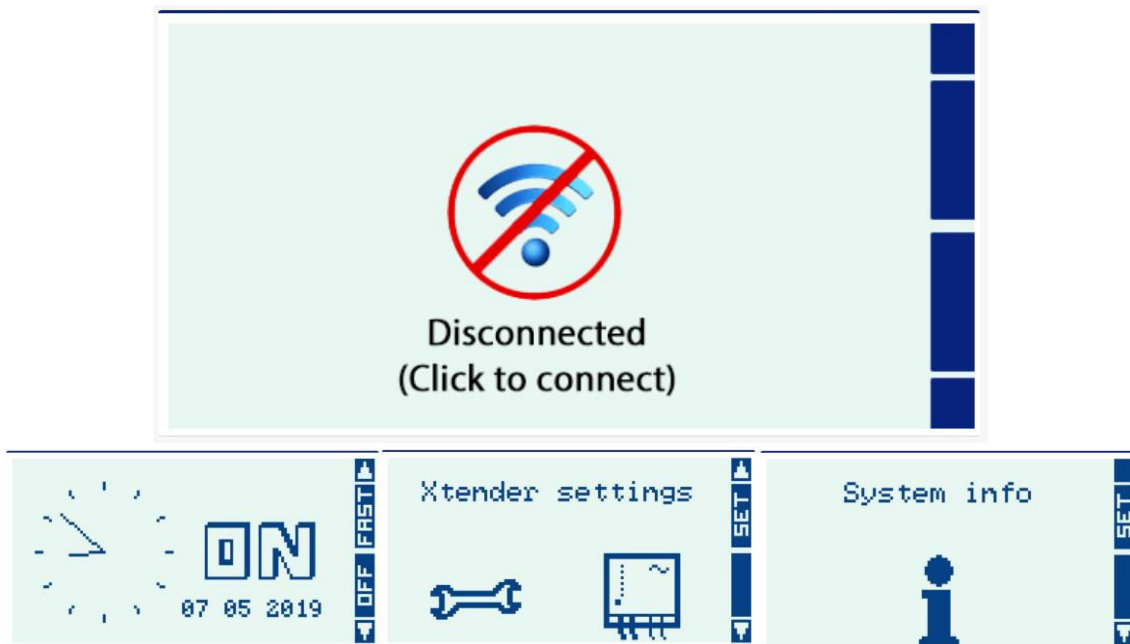 Disconnected
(Click to connect)
ON
07 05 2019
FAST
OFF
Xtender settings
SET
System info
SET